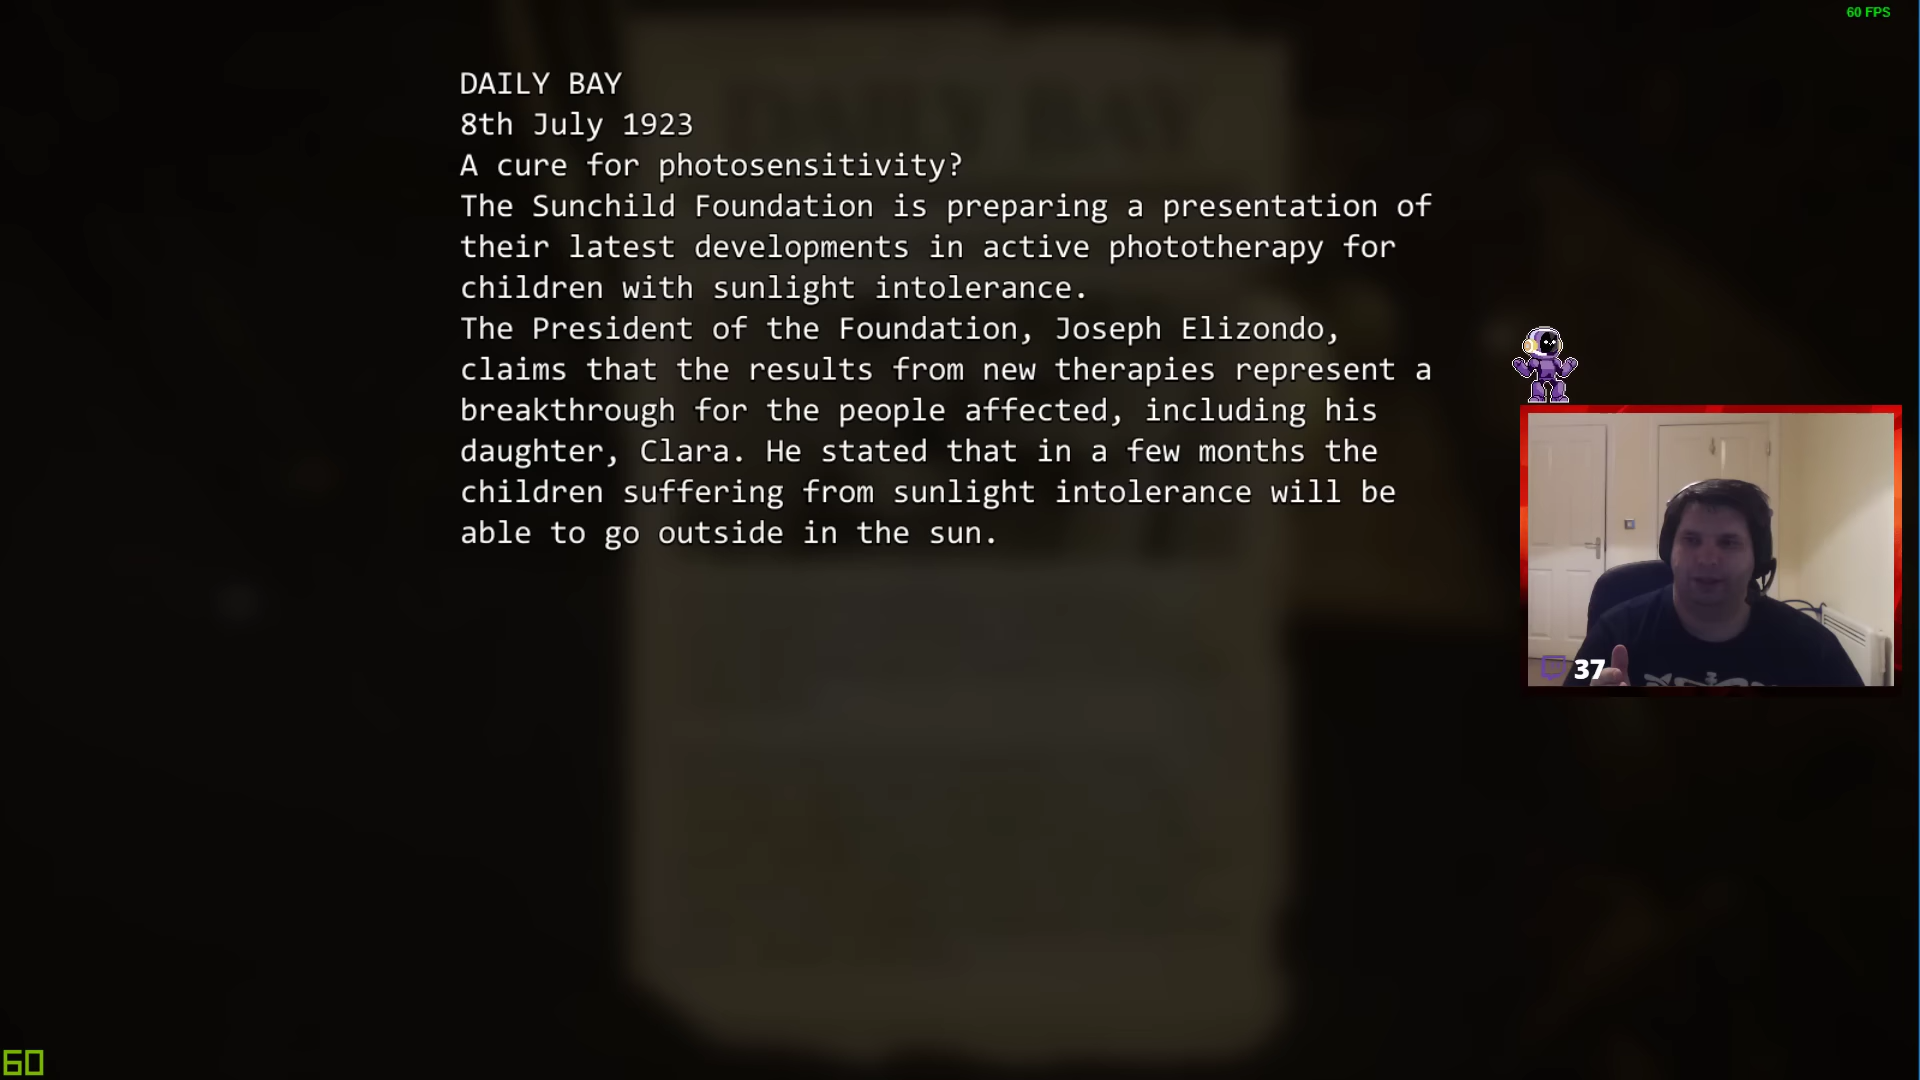 60 FPS
DAILY BAY
8th July 1923
A cure for photosensitivity?
The Sunchild Foundation is preparing a presentation of
their latest developments in active phototherapy for
children with sunlight intolerance.
The President of the Foundation, Joseph Elizondo,
claims that the results from new therapies represent a
breakthrough for the people affected, including his
daughter, Clara. He stated that in a few months the
children suffering from sunlight intolerance will be
able to go outside in the sun.
37
60